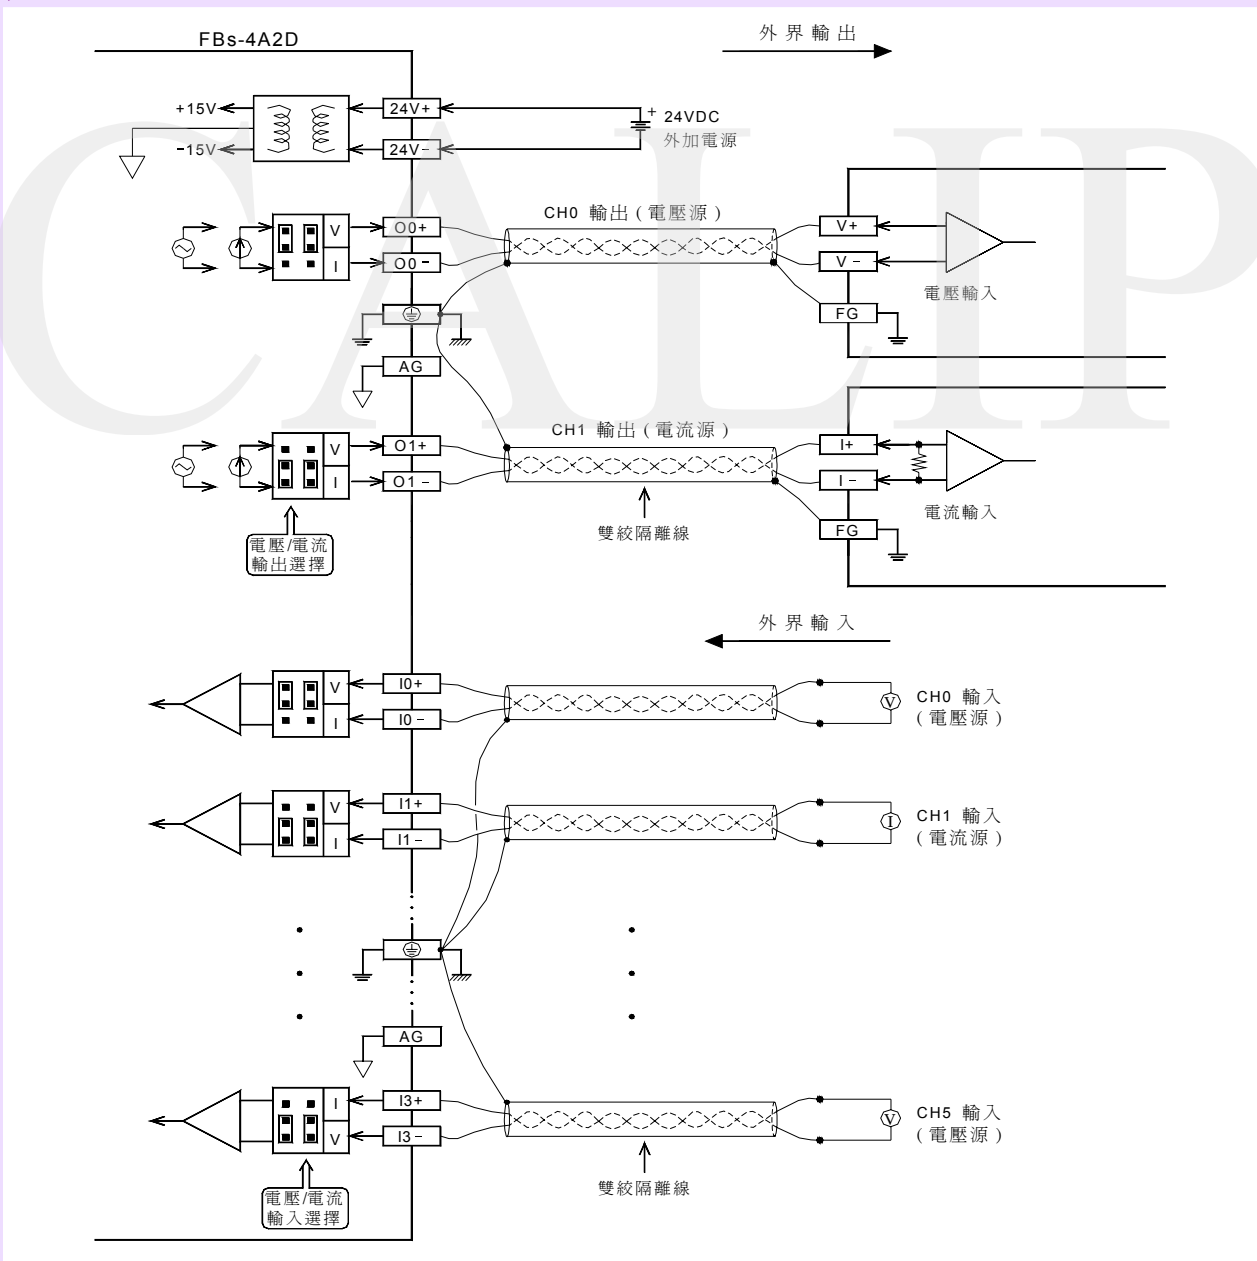 FBs-4A2D
外界輸出
+15V
24V+
+
24VDC
外加電源
-15V
24V-
CH0 輸出(電壓源)
V
O0+
V+
I
O0-
V-
電壓輸入
FG
AG
CH1 輸出(電流源)
V
O1+
I+
I
O1-
I-
電流輸入
FG
雙絞隔離線
電壓/電流
輸出選擇
外界輸入
V
I0+
I
I0-
V
CH0 輸入
(電壓源)
V
I1+
I
I1-
I
CH1 輸入
(電流源)
AG
I
I3+
V
I3-
V
CH5 輸入
(電壓源)
雙絞隔離線
電壓/電流
輸入選擇
CALIP